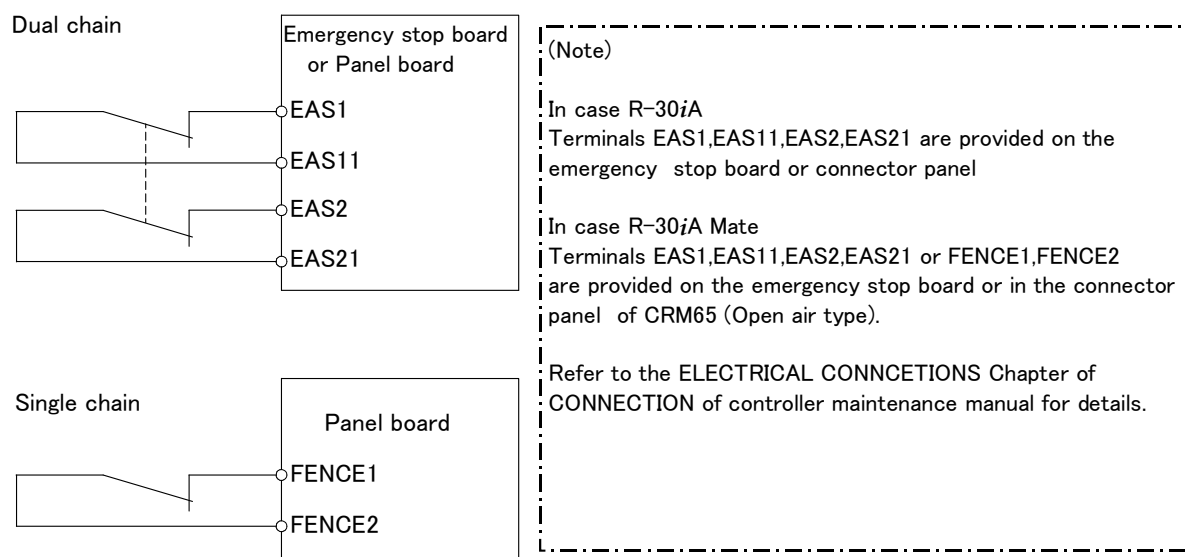 Dual chain
Emergency stop board
or Panel board
EAS1
EAS11
EAS2
EAS21
Single chain
Panel board
FENCE1
FENCE2
(Note)
In case R-30iA
Terminals EAS1,EAS11,EAS2,EAS21 are provided on the
emergency stop board or connector panel
In case R-30iA Mate
Terminals EAS1,EAS11,EAS2,EAS21 or FENCE1,FENCE2
are provided on the emergency stop board or in the connector
panel of CRM65 (Open air type).
Refer to the ELECTRICAL CONNCETIONS Chapter of
CONNECTION of controller maintenance manual for details.